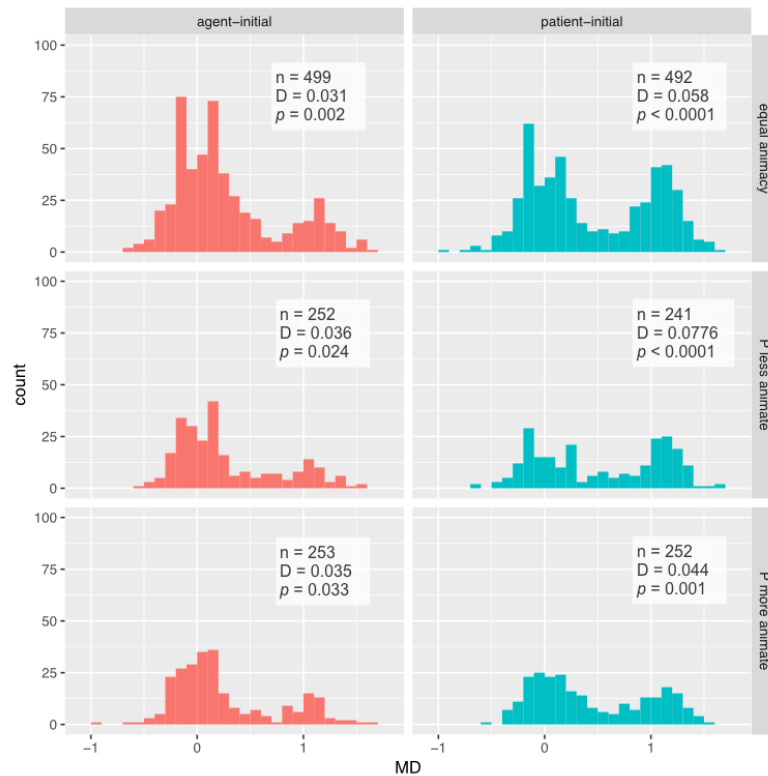 agent−initial
patient−initial
100
75
50
25
0
n = 499
D = 0.031
p = 0.002
n = 492
D = 0.058
p < 0.0001
equal animacy
100
75
50
25
0
n = 252
D = 0.036
p = 0.024
n = 241
D = 0.0776
p < 0.0001
P less animate
count
100
75
50
25
0
n = 253
D = 0.035
p = 0.033
n = 252
D = 0.044
p = 0.001
P more animate
−1
0
1
−1
0
1
MD